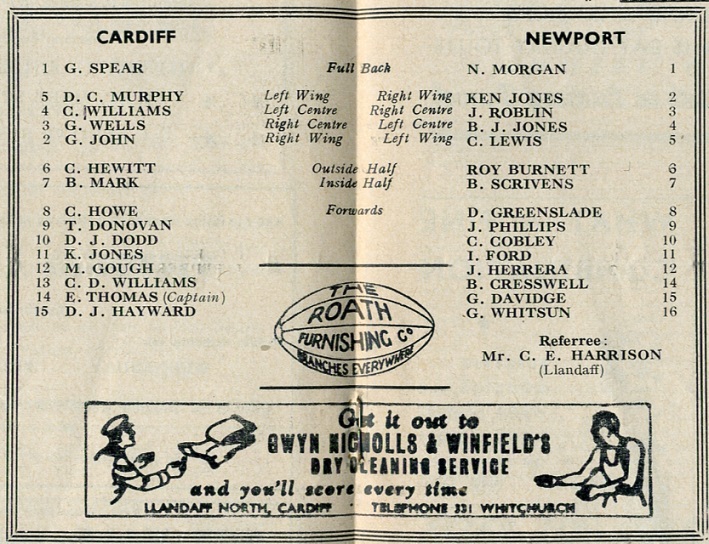 CARDIFF NEWPORT
1 G. SPEAR Full Back N. MORGAN 1
5 D. C. MURPHY Left Wing Right Wing KEN JONES 2
4 C. WILLIAMS Left Centre Right Centre J. ROBLIN 3
3 G. WELLS Right Centre Left Centre B. J. JONES 4
2 G. JOHN Right Wing Left Wing C. LEWIS 5
6 C. HEWITT Outside Half ROY BURNETT 6
7 B. MARK Inside Half B. SCRIVENS 7
8 C. HOWE Forwards D. GREENSLADE 8
9 T. DONOVAN J. PHILLIPS 9
10 D. J. DODD C. COBLEY 10
11 K. JONES I. FORD 11
12 M. GOUGH J. HERRERA 12
13 C. D. WILLIAMS B. CRESSWELL 14
14 E. THOMAS (Captain) G. DAVIDGE 15
15 D. J. HAYWARD G. WHITSUN 16
THE
ROATH
FURNISHING Co
BRANCHES EVERYWHERE
Referree:
Mr. C. E. HARRISON
(Llandaff)
Get it out to
GWYN NICHOLLS & WINFIELD'S
DRY CLEANING SERVICE
and you'll score every time
LLANDAFF NORTH, CARDIFF TELEPHONE 331 WHITCHURCH